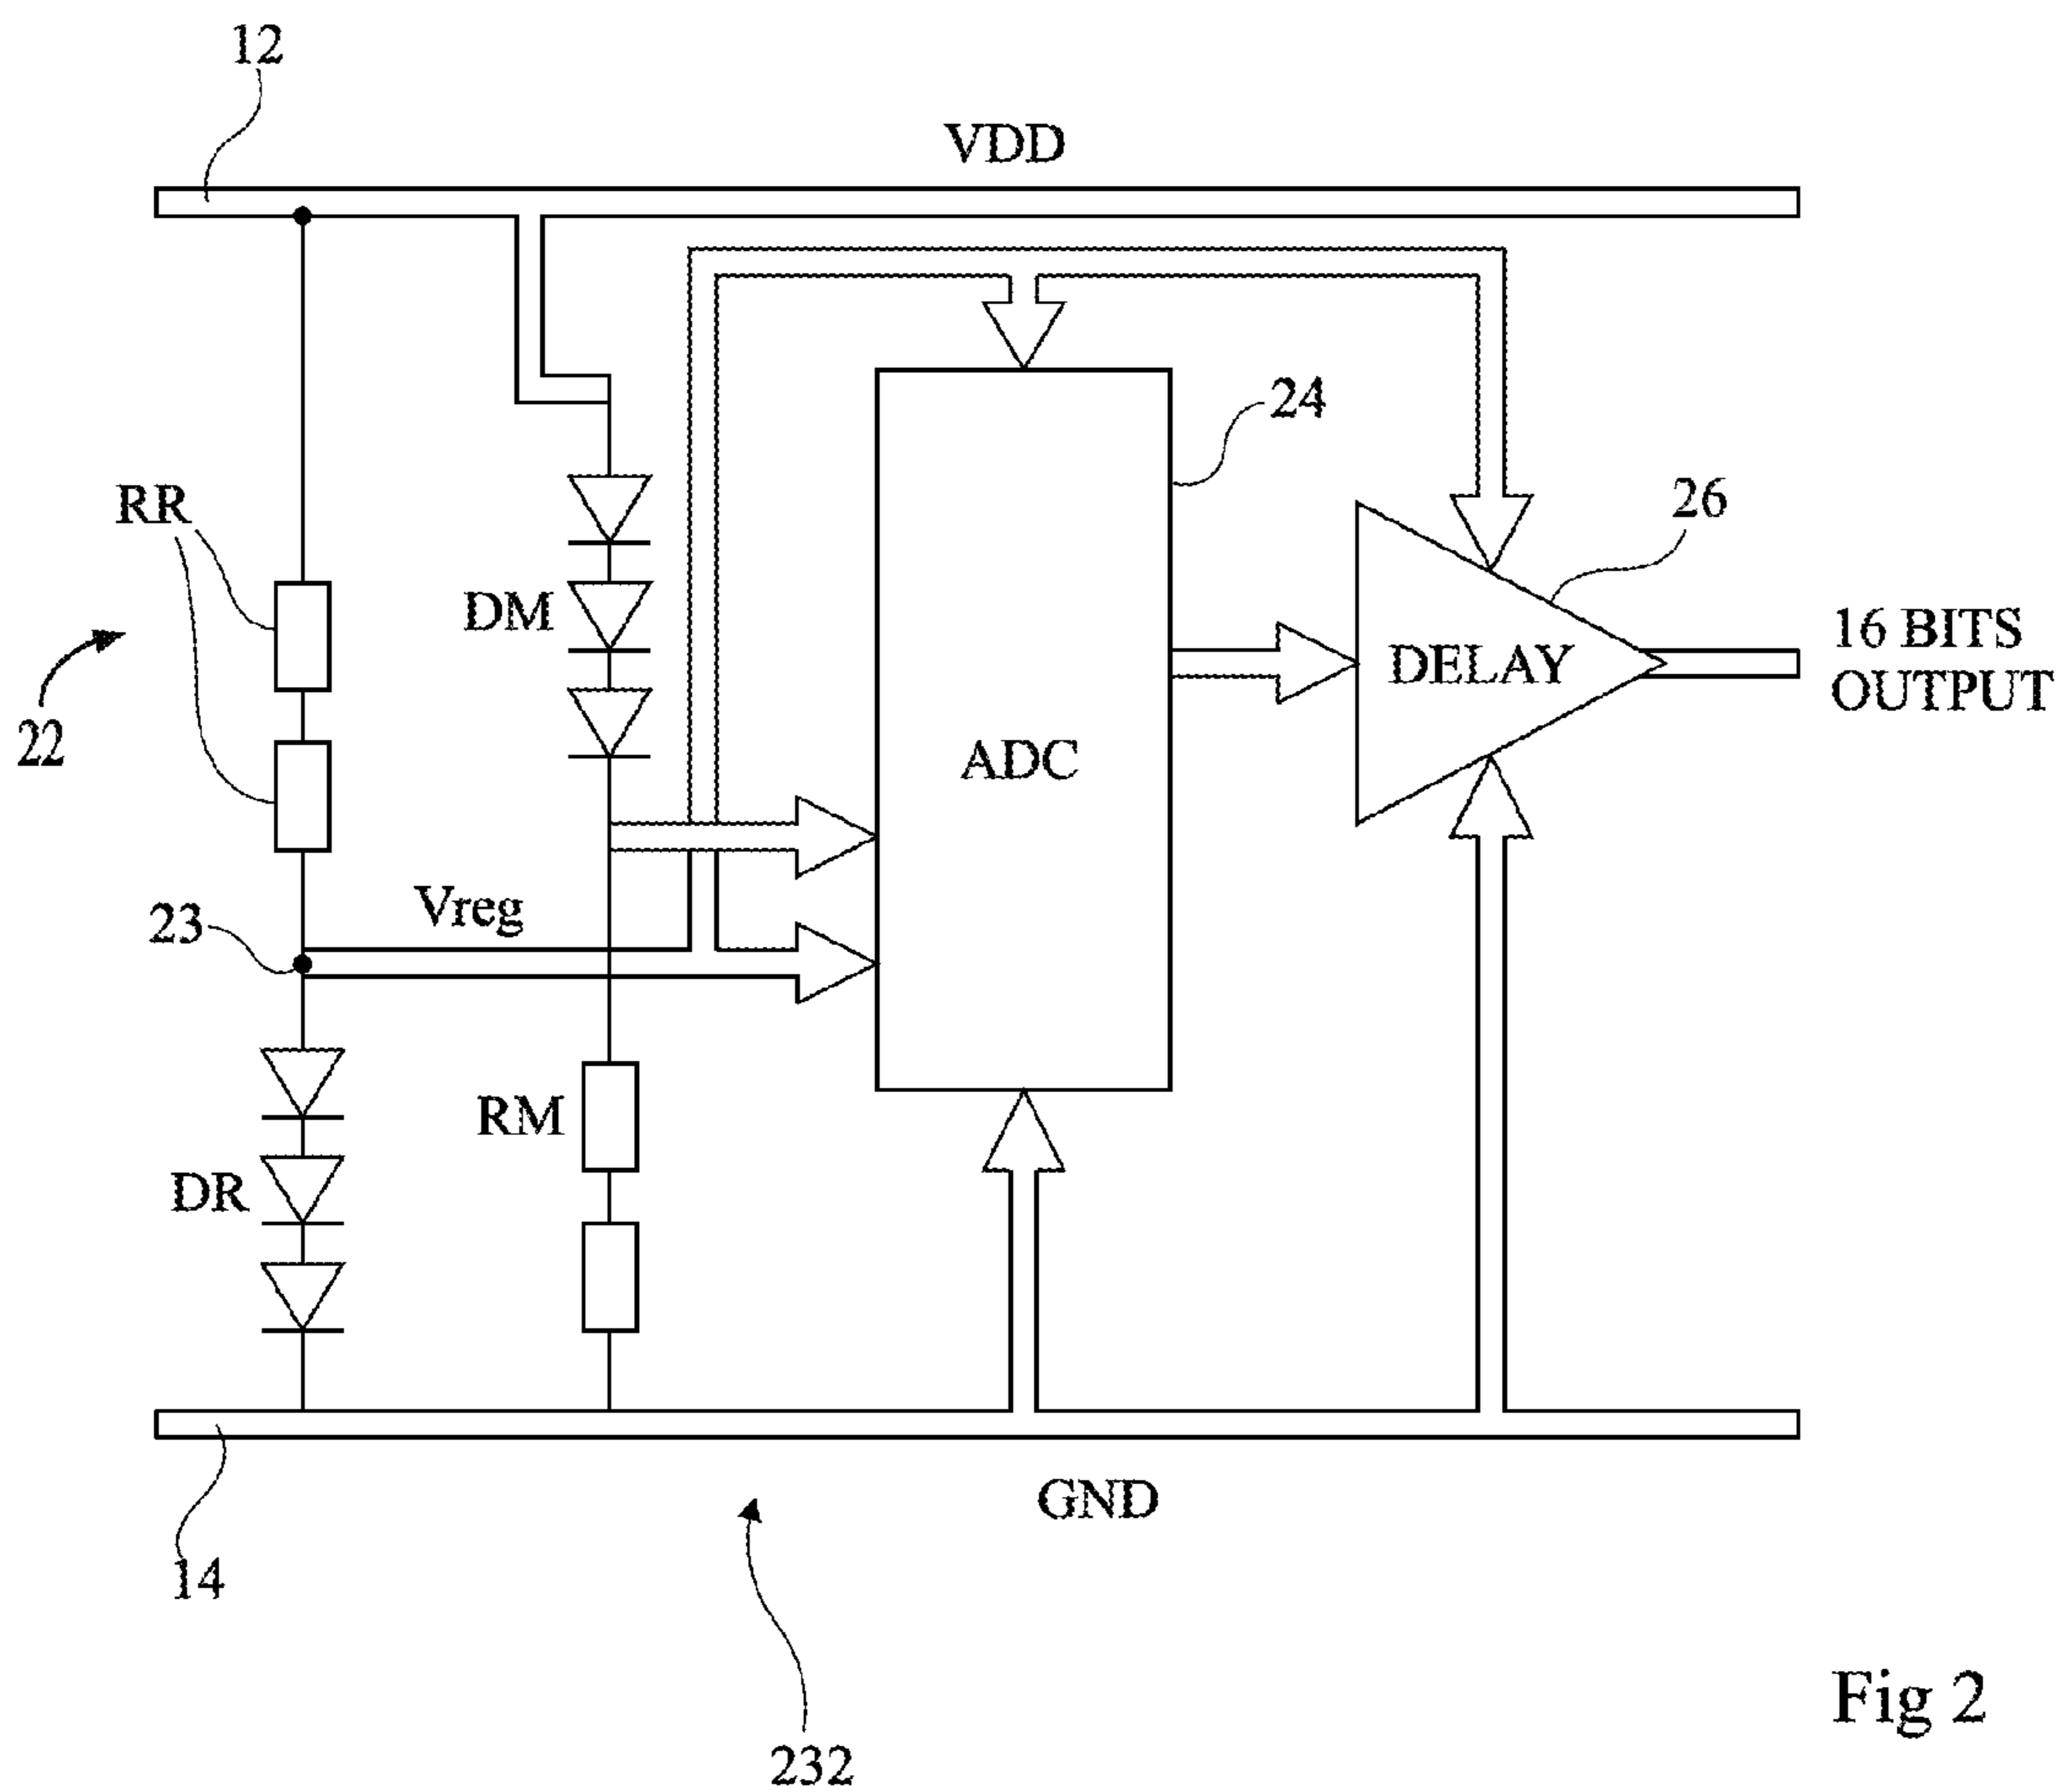 12
VDD
24
RR
26
DM
16 BITS
OUTPUT
DELAY
22
ADC
Vreg
23
RM
DR
GND
14
Fig 2
232